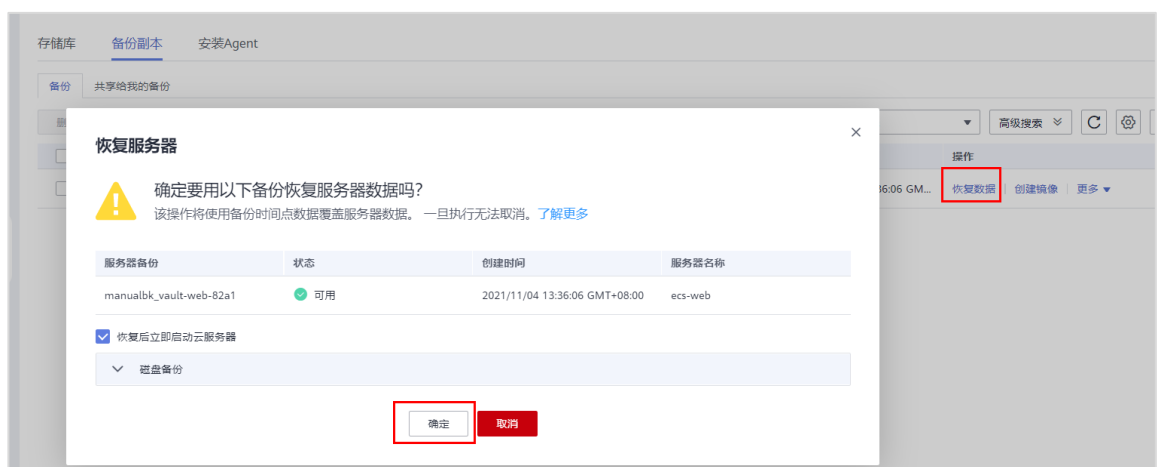 存储库 备份副本 安装Agent
备份 共享给我的备份
高级搜索
恢复服务器
操作
确定要用以下备份恢复服务器数据吗？
36:06 GM... 恢复数据 创建镜像 更多
该操作将使用备份时间点数据覆盖服务器数据。 一旦执行无法取消。了解更多
服务器备份 状态 创建时间 服务器名称
manualbk_vault-web-82a1 可用 2021/11/04 13:36:06 GMT+08:00 ecs-web
恢复后立即启动云服务器
磁盘备份
确定 取消